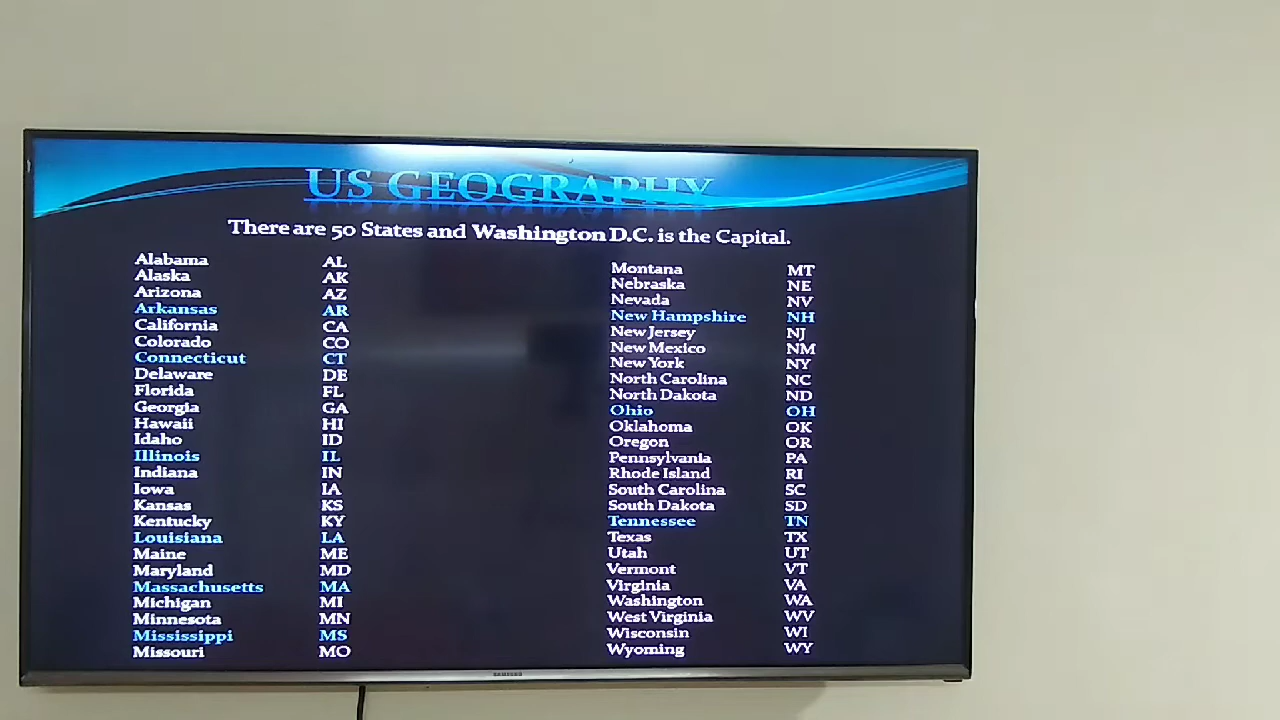 US GEOGRAPHY
There are 50 States and Washington D.C. is the Capital.
Alabama AL
Alaska AK
Arizona AZ
Arkansas AR
California CA
Colorado CO
Connecticut CT
Delaware DE
Florida FL
Georgia GA
Hawaii HI
Idaho ID
Illinois IL
Indiana IN
Iowa IA
Kansas KS
Kentucky KY
Louisiana LA
Maine ME
Maryland MD
Massachusetts MA
Michigan MI
Minnesota MN
Mississippi MS
Missouri MO
Montana MT
Nebraska NE
Nevada NV
New Hampshire NH
New Jersey NJ
New Mexico NM
New York NY
North Carolina NC
North Dakota ND
Ohio OH
Oklahoma OK
Oregon OR
Pennsylvania PA
Rhode Island RI
South Carolina SC
South Dakota SD
Tennessee TN
Texas TX
Utah UT
Vermont VT
Virginia VA
Washington WA
West Virginia WV
Wisconsin WI
Wyoming WY
SAMSUNG